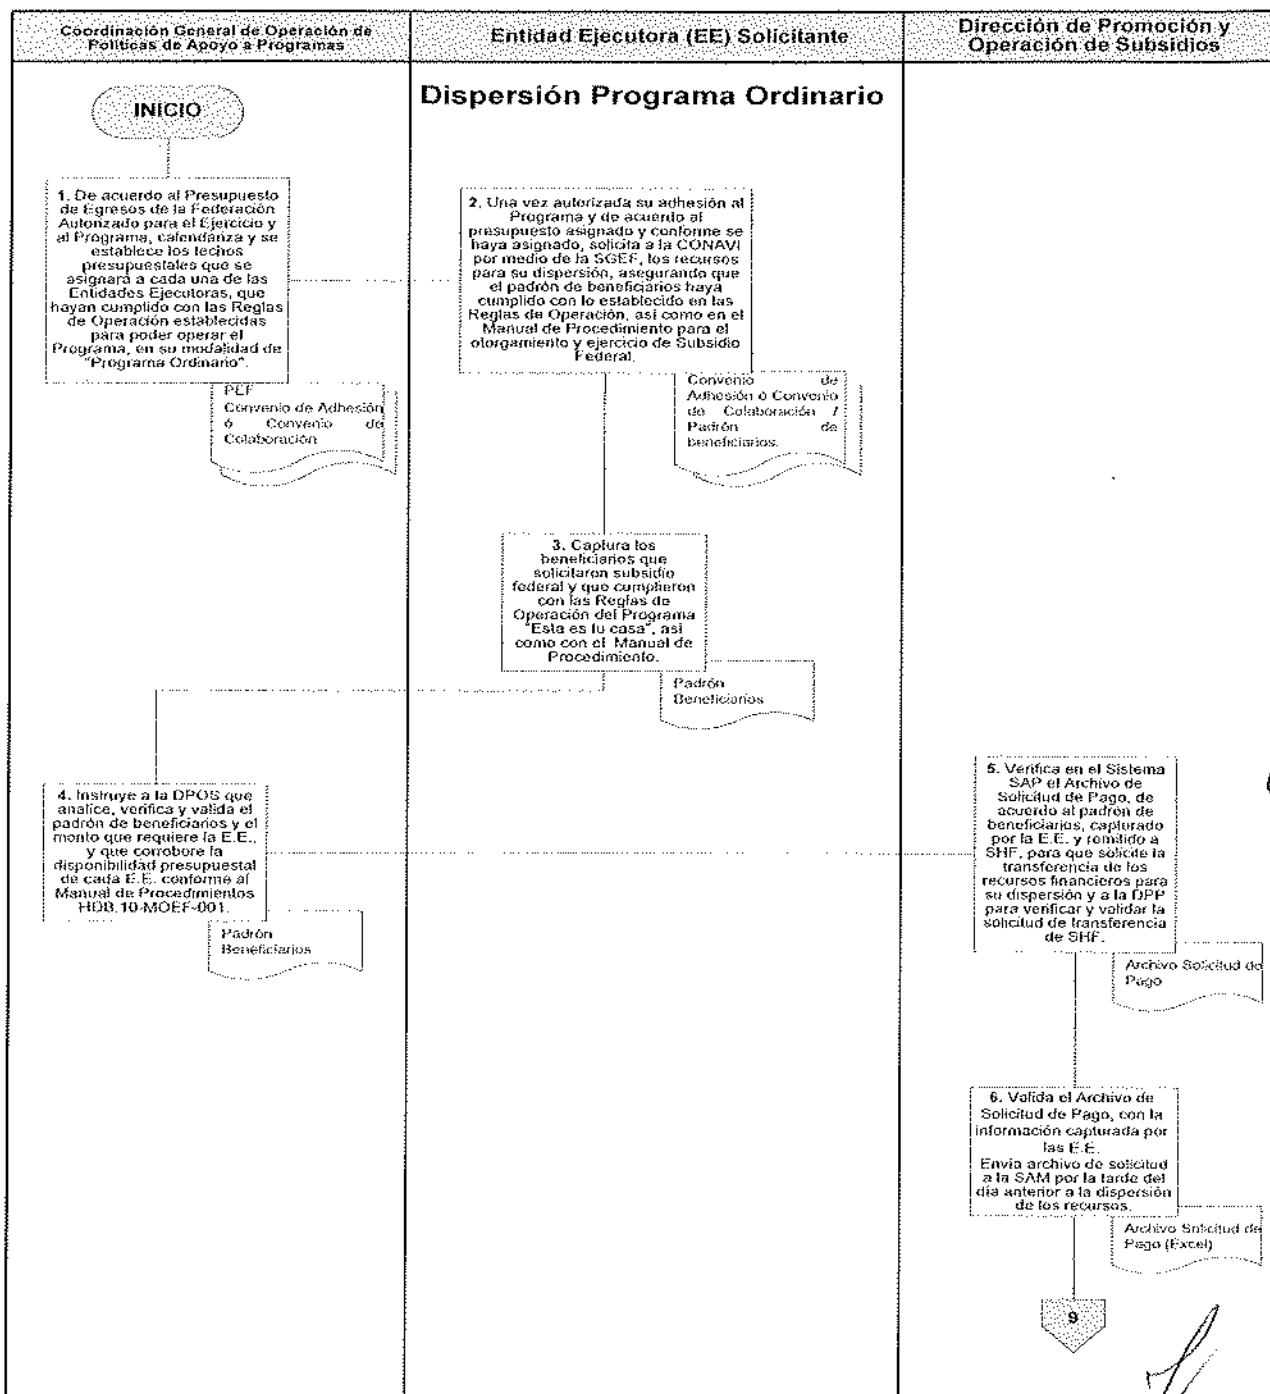 Coordinación General de Operación de
Políticas de Apoyo a Programas
Entidad Ejecutora (EE) Solicitante
Dirección de Promoción y
Operación de Subsidios
Dispersión Programa Ordinario
INICIO
1. De acuerdo al Presupuesto
de Egresos de la Federación
Autorizado para el Ejercicio y
al Programa, calendariza y se
establece los techos
presupuestales que se
asignará a cada una de las
Entidades Ejecutoras, que
hayan cumplido con las Reglas
de Operación establecidas
para poder operar el
Programa, en su modalidad de
"Programa Ordinario".
PEF
Convenio de Adhesión
ó Convenio de
Colaboración
2. Una vez autorizada su adhesión al
Programa y de acuerdo al
presupuesto asignado y conforme se
haya asignado, solicita a la CONAVI
por medio de la SGEF, los recursos
para su dispersión, asegurando que
el padrón de beneficiarios haya
cumplido con lo establecido en las
Reglas de Operación, así como en el
Manual de Procedimiento para el
otorgamiento y ejercicio de Subsidio
Federal.
Convenio de
Adhesión ó Convenio
de Colaboración /
Padrón de
beneficiarios.
3. Captura los
beneficiarios que
solicitaron subsidio
federal y que cumplieron
con las Reglas de
Operación del Programa
"Esta es tu casa", así
como con el Manual de
Procedimiento.
Padrón
Beneficiarios
4. Instruye a la DPOS que
analice, verifica y valida el
padrón de beneficiarios y el
monto que requiere la E.E.,
y que corrobore la
disponibilidad presupuestal
de cada E.E. conforme al
Manual de Procedimientos
HDB.10-MOEF-001.
Padrón
Beneficiarios
5. Verifica en el Sistema
SAP el Archivo de
Solicitud de Pago, de
acuerdo al padrón de
beneficiarios, capturado
por la E.E. y remitido a
SHF, para que solicite la
transferencia de los
recursos financieros para
su dispersión y a la DPP
para verificar y validar la
solicitud de transferencia
de SHF.
Archivo Solicitud de
Pago
6. Valida el Archivo de
Solicitud de Pago, con la
información capturada por
las E.E.
Envía archivo de solicitud
a la SAM por la tarde del
día anterior a la dispersión
de los recursos.
Archivo Solicitud de
Pago (Excel)
9